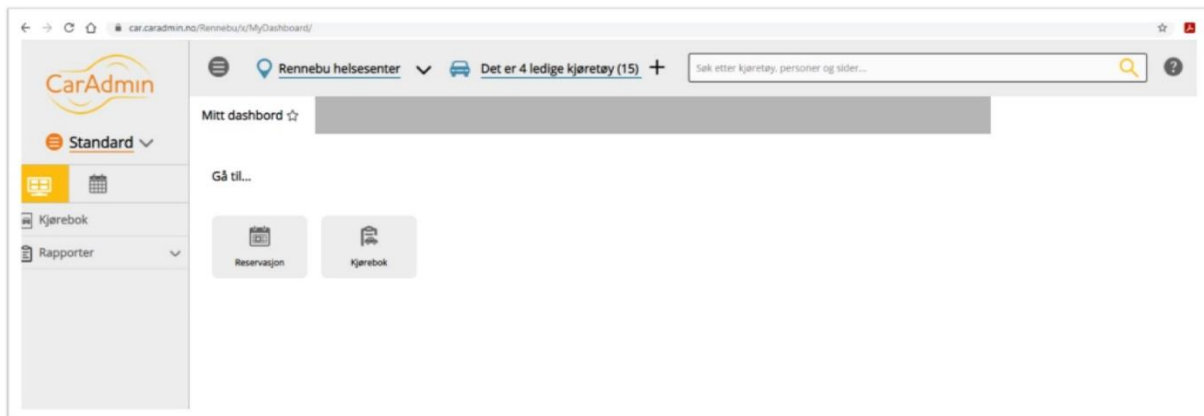 car.caradmin.no/Rennebu/x/MyDashboard/
CarAdmin
Rennebu helsesenter
Det er 4 ledige kjøretøy (15)
Søk etter kjøretøy, personer og sider...
?
Mitt dashbord
Standard
Gå til...
Kjørebok
Rapporter
Reservasjon
Kjørebok